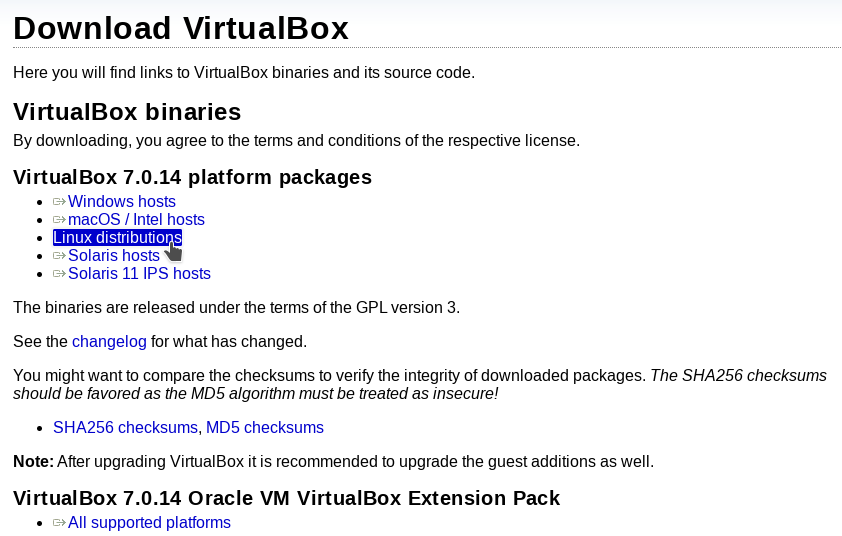 Download VirtualBox
Here you will find links to VirtualBox binaries and its source code.
VirtualBox binaries
By downloading, you agree to the terms and conditions of the respective license.
VirtualBox 7.0.14 platform packages
Windows hosts
macOS / Intel hosts
Linux distributions
Solaris hosts
Solaris 11 IPS hosts
The binaries are released under the terms of the GPL version 3.
See the changelog for what has changed.
You might want to compare the checksums to verify the integrity of downloaded packages. The SHA256 checksums
should be favored as the MD5 algorithm must be treated as insecure!
SHA256 checksums, MD5 checksums
Note: After upgrading VirtualBox it is recommended to upgrade the guest additions as well.
VirtualBox 7.0.14 Oracle VM VirtualBox Extension Pack
All supported platforms